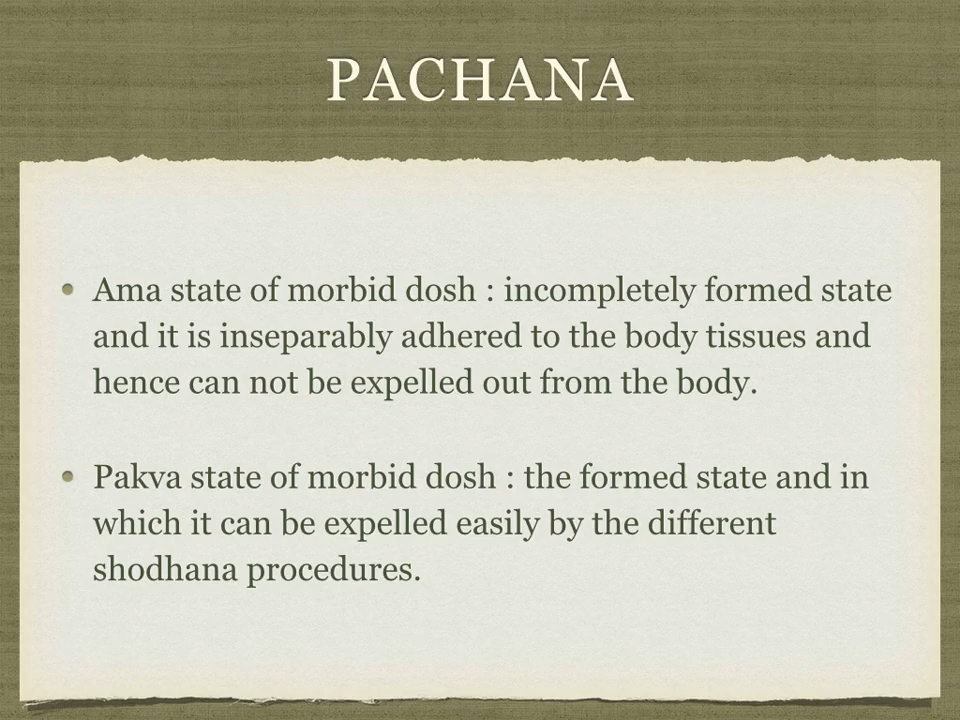 PACHANA
• Ama state of morbid dosh : incompletely formed state
and it is inseparably adhered to the body tissues and
hence can not be expelled out from the body.
• Pakva state of morbid dosh : the formed state and in
which it can be expelled easily by the different
shodhana procedures.